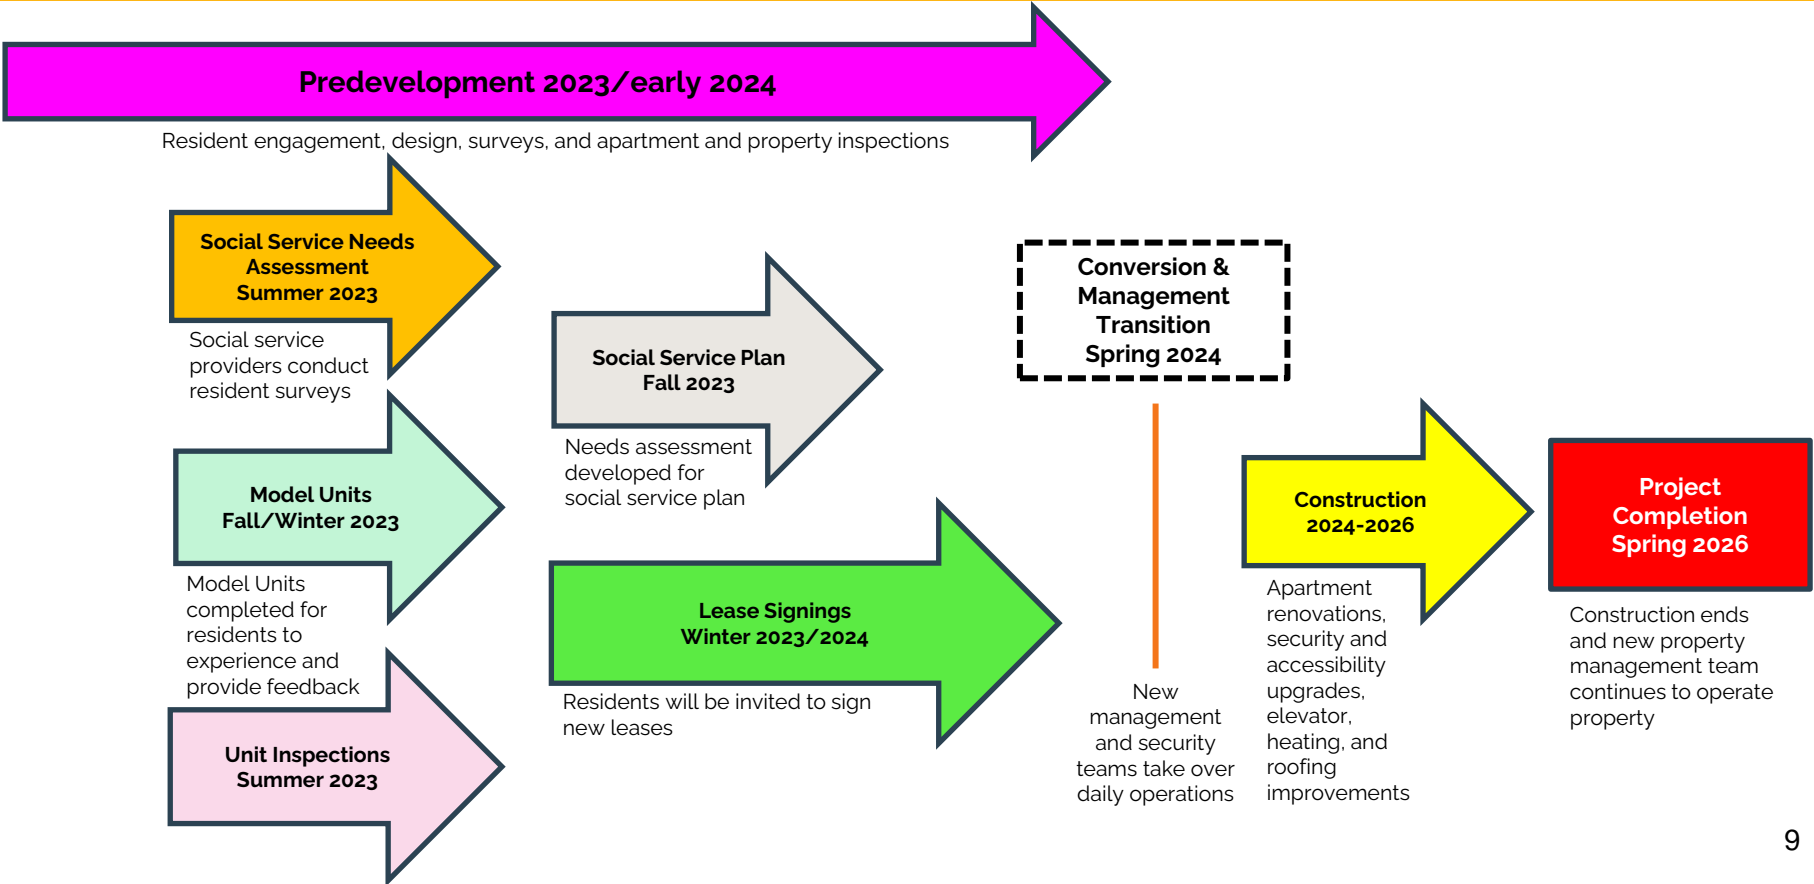 Predevelopment 2023/early 2024
Resident engagement, design, surveys, and apartment and property inspections
Social Service Needs
Assessment
Summer 2023
Social service
providers conduct
resident surveys
Model Units
Fall/Winter 2023
Model Units
completed for
residents to
experience and
provide feedback
Unit Inspections
Summer 2023
Social Service Plan
Fall 2023
Needs assessment
developed for
social service plan
Lease Signings
Winter 2023/2024
Residents will be invited to sign
new leases
Conversion &
Management
Transition
Spring 2024
New
management
and security
teams take over
daily operations
Construction
2024-2026
Apartment
renovations,
security and
accessibility
upgrades,
elevator,
heating, and
roofing
improvements
Project
Completion
Spring 2026
Construction ends
and new property
management team
continues to operate
property
9